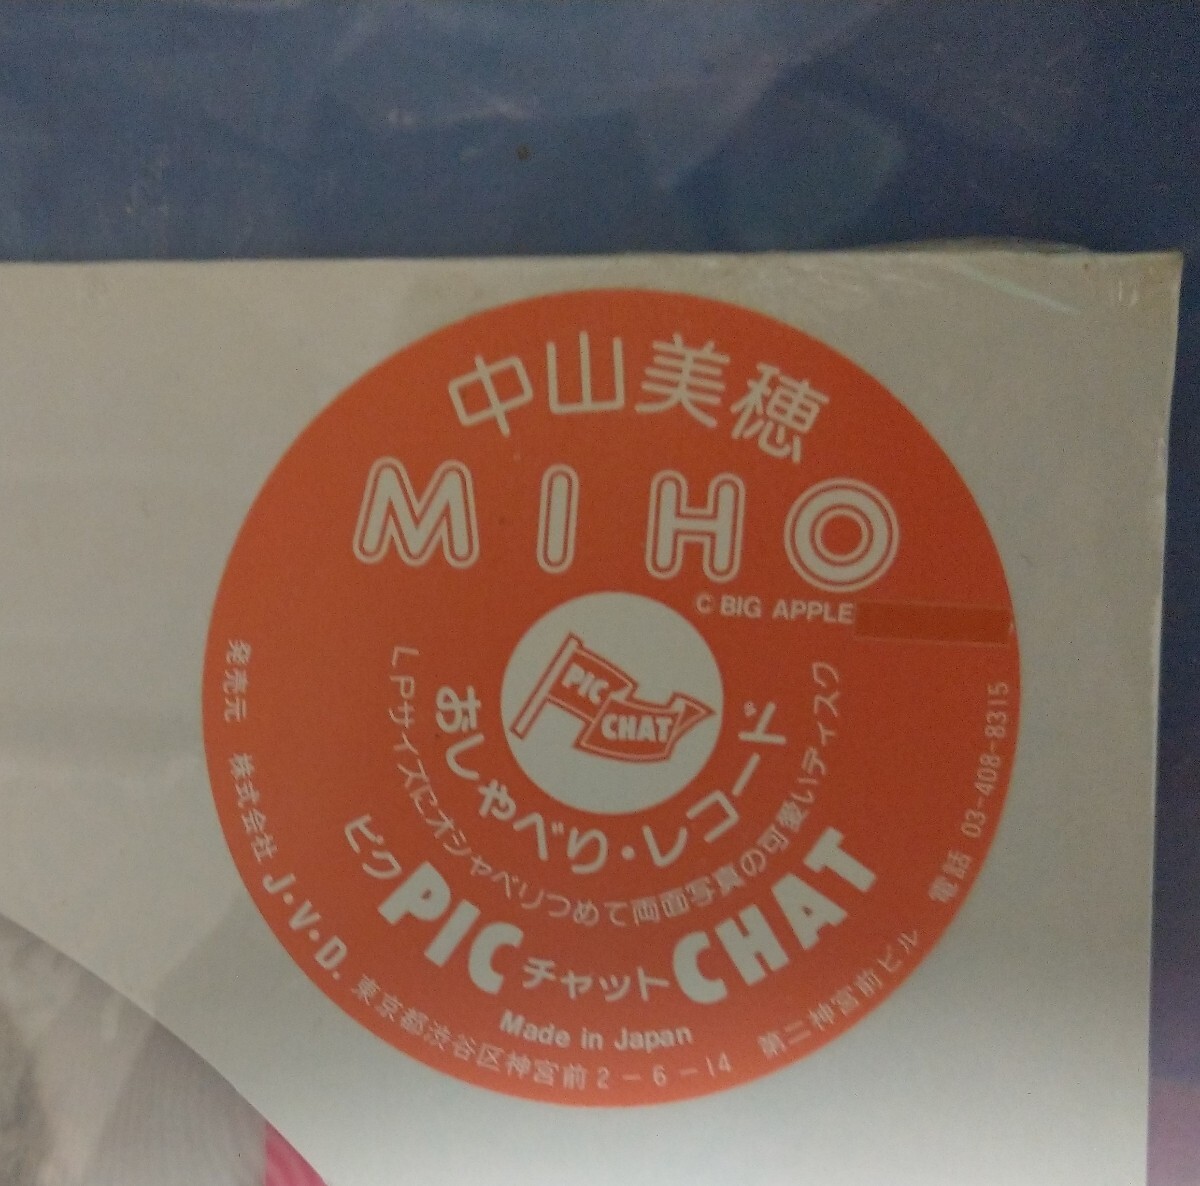 中山美穂
MIHO
C BIG APPLE
PIC
CHAT
おしゃべり・レコード
LPサイズにオシャベリつめて両面写真の可愛いディスク
ピクPICチャットCHAT
Made in Japan
発売元 株式会社 J・V・D. 東京都渋谷区神宮前2-6-14 第二神宮前ビル 電話 03-408-8315